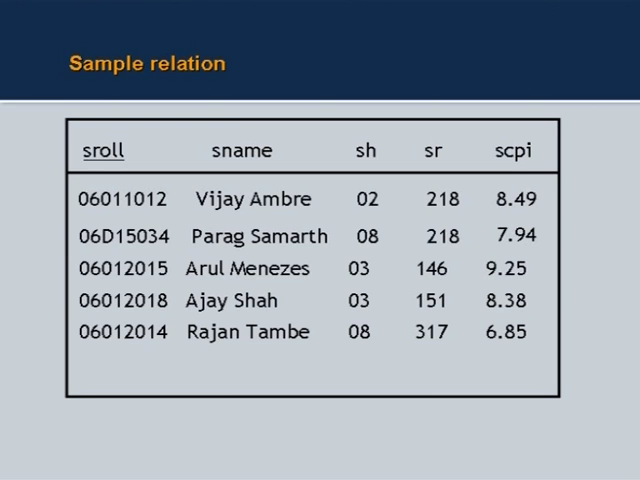 Sample relation
sroll sname sh sr scpi
06011012 Vijay Ambre 02 218 8.49
06D15034 Parag Samarth 08 218 7.94
06012015 Arul Menezes 03 146 9.25
06012018 Ajay Shah 03 151 8.38
06012014 Rajan Tambe 08 317 6.85